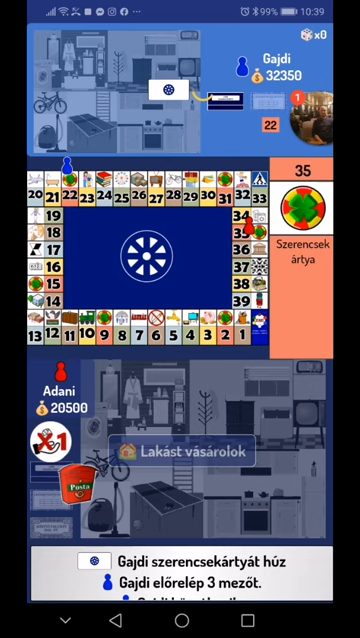 99% 10:39
x0
Gajdi
32350
1
22
35
20 21 22 23 24 25 26 27 28 29 30 31 32 33
Szerencsek
ártya
19 34
18 35
17 36
16 37
15 38
14 39
13 12 11 10 9 8 7 6 5 4 3 2 1
Adani
20500
X1
Posta
Lakást vásárolok
Gajdi szerencsekártyát húz
Gajdi előrelép 3 mezőt.